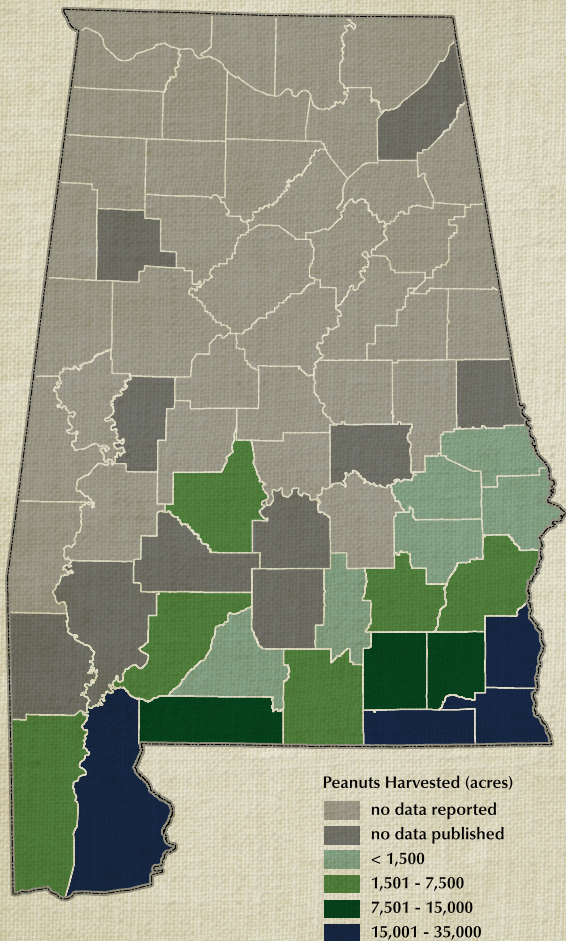 Peanuts Harvested (acres)
no data reported
no data published
< 1,500
1,501 - 7,500
7,501 - 15,000
15,001 - 35,000